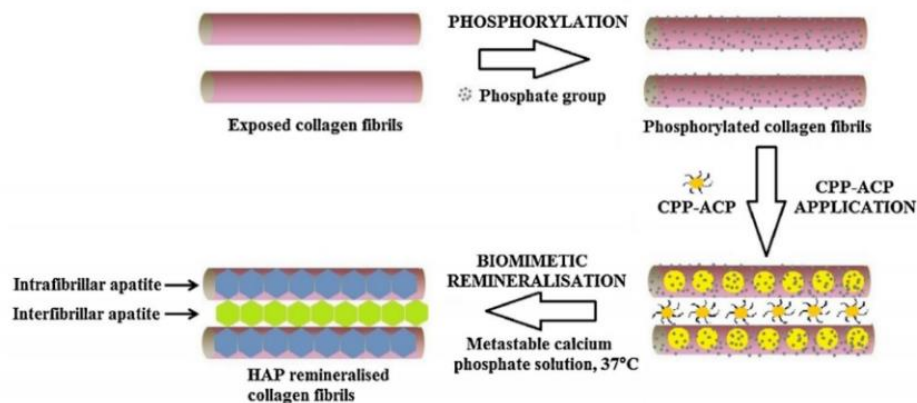 PHOSPHORYLATION
Phosphate group
Exposed collagen fibrils
Phosphorylated collagen fibrils
CPP-ACP
CPP-ACP
APPLICATION
BIOMIMETIC
REMINERALISATION
Metastable calcium
phosphate solution, 37°C
Intrafibrillar apatite
Interfibrillar apatite
HAP remineralised
collagen fibrils